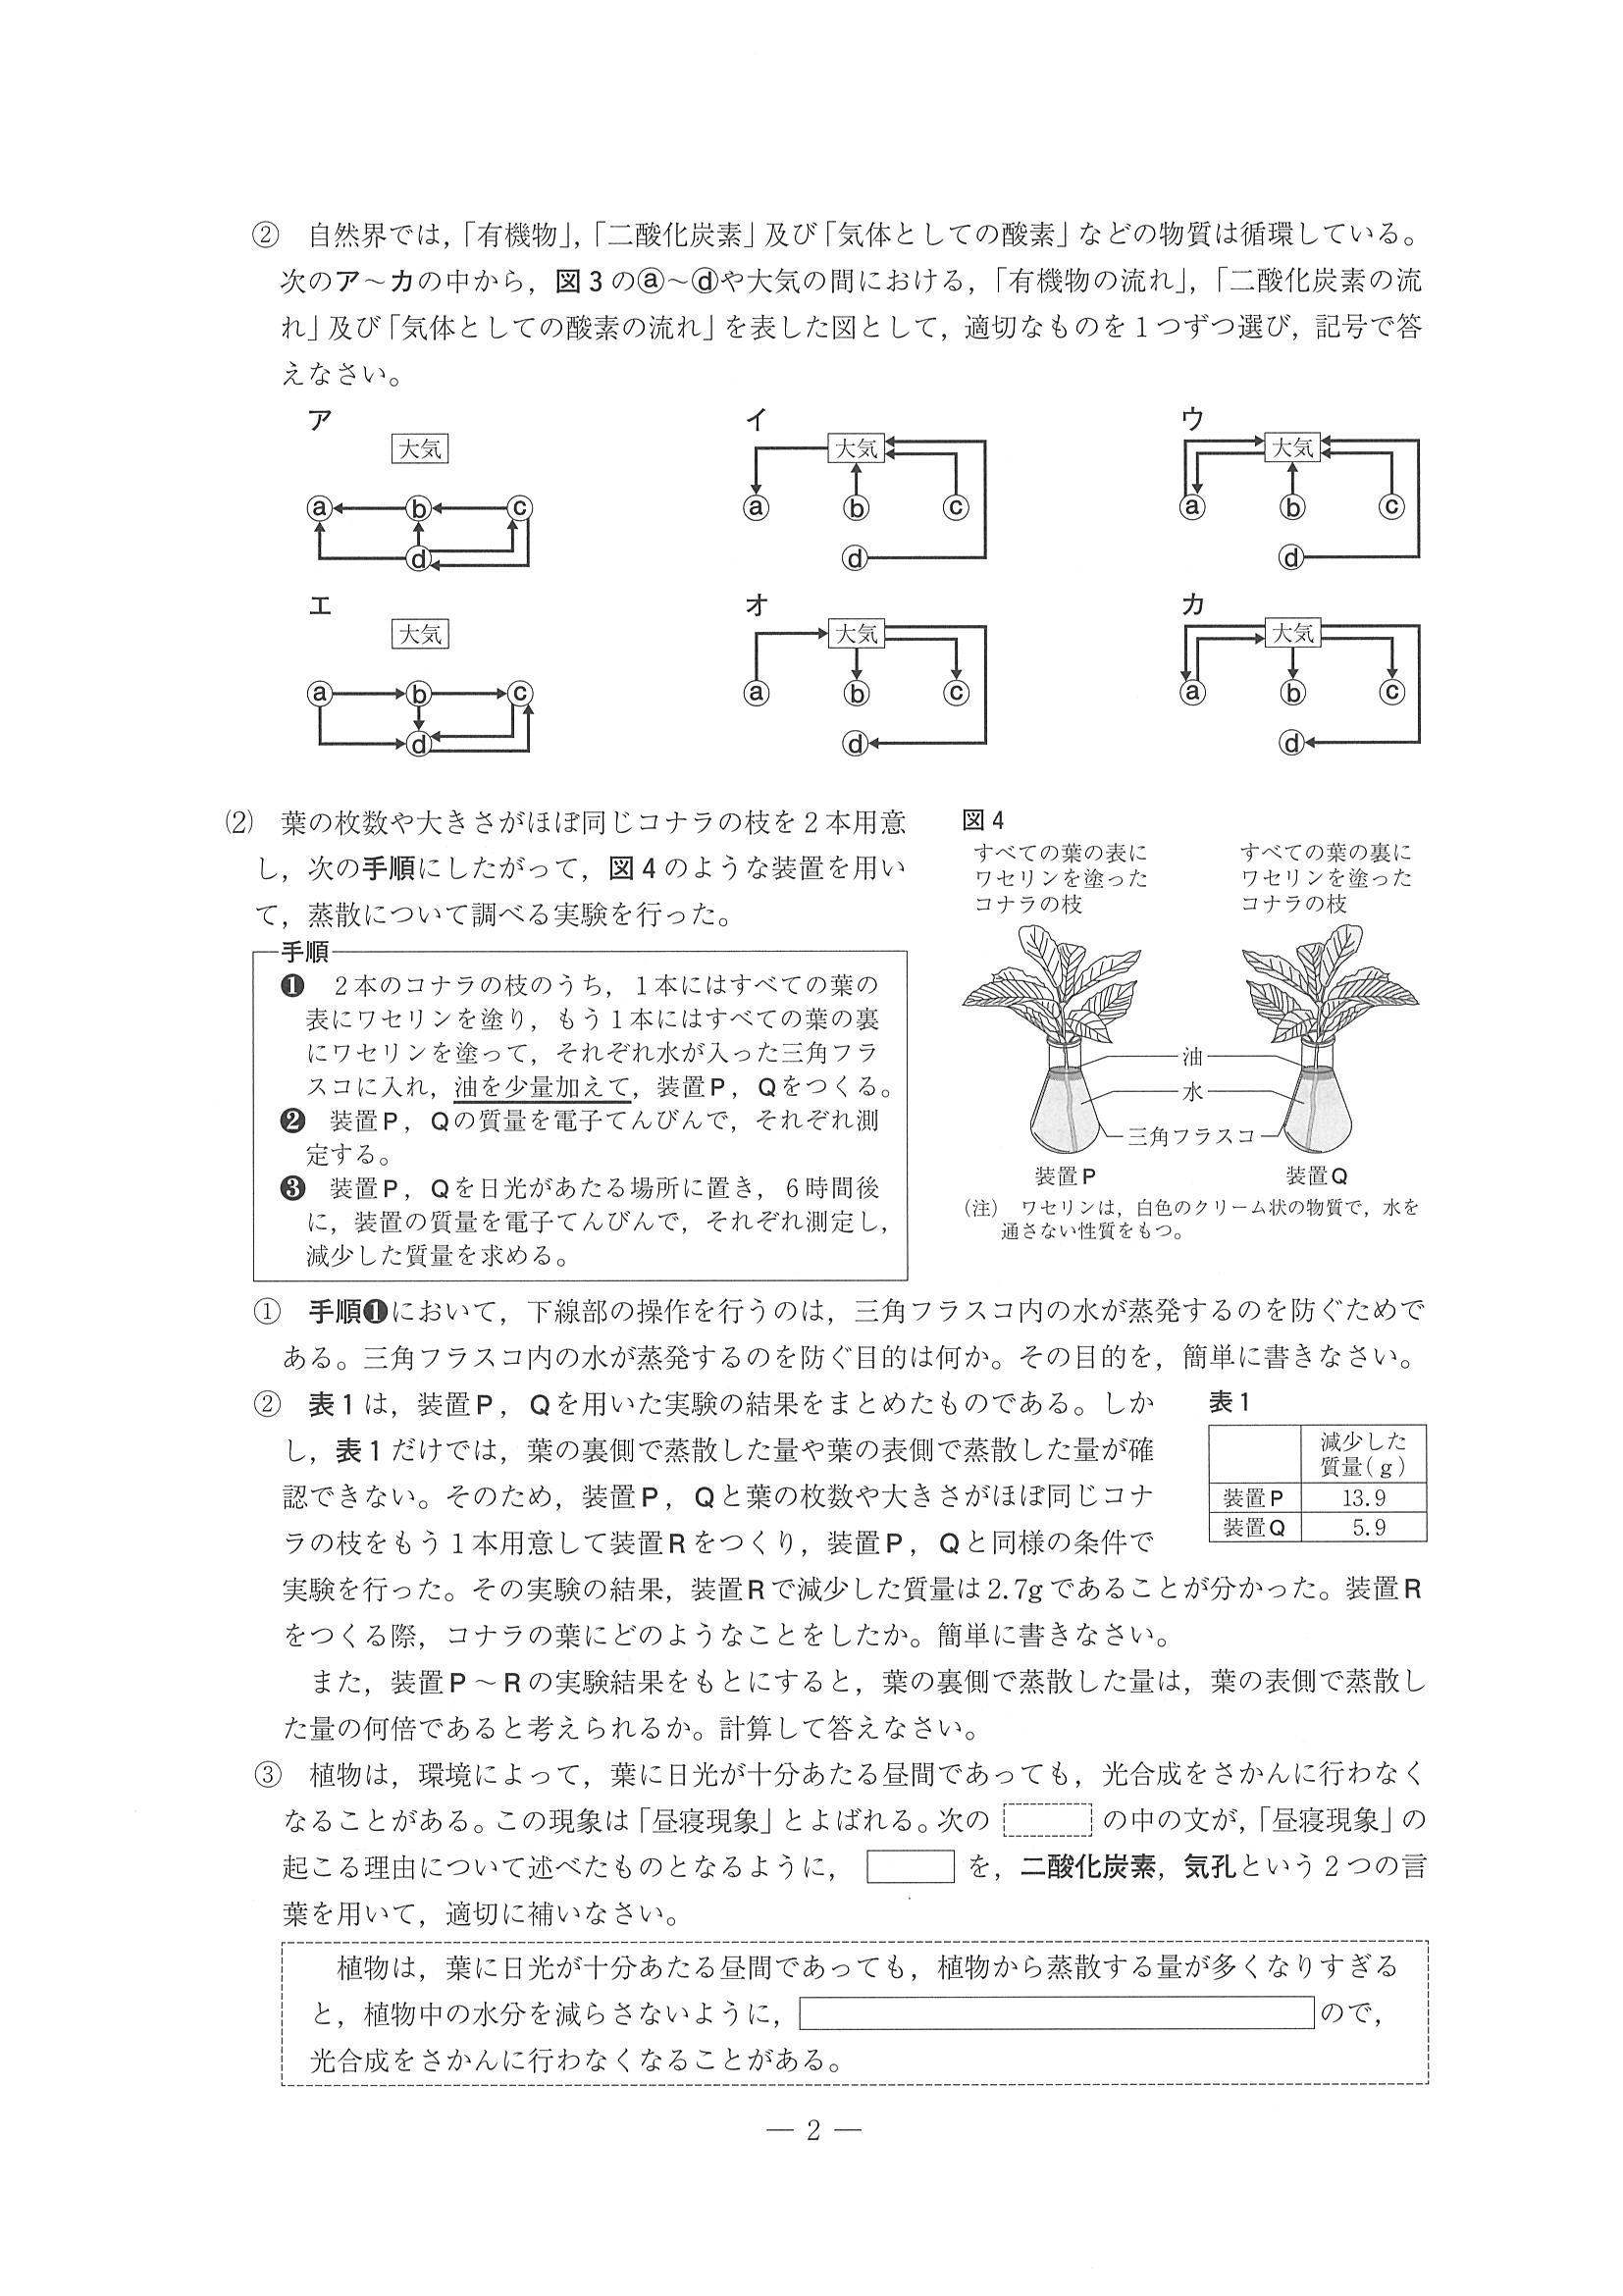 ②　自然界では，「有機物」，「二酸化炭素」及び「気体としての酸素」などの物質は循環している。
次のア～カの中から，図3のⓐ～ⓓや大気の間における，「有機物の流れ」，「二酸化炭素の流
れ」及び「気体としての酸素の流れ」を表した図として，適切なものを1つずつ選び，記号で答
えなさい。
ア
大気
ⓐ ⓑ ⓒ
ⓓ
イ
大気
ⓐ ⓑ ⓒ
ⓓ
ウ
大気
ⓐ ⓑ ⓒ
ⓓ
エ
大気
ⓐ ⓑ ⓒ
ⓓ
オ
大気
ⓐ ⓑ ⓒ
ⓓ
カ
大気
ⓐ ⓑ ⓒ
ⓓ
⑵　葉の枚数や大きさがほぼ同じコナラの枝を2本用意
し，次の手順にしたがって，図4のような装置を用い
て，蒸散について調べる実験を行った。
手順
❶　2本のコナラの枝のうち，1本にはすべての葉の
表にワセリンを塗り，もう1本にはすべての葉の裏
にワセリンを塗って，それぞれ水が入った三角フラ
スコに入れ，油を少量加えて，装置P，Qをつくる。
❷　装置P，Qの質量を電子てんびんで，それぞれ測
定する。
❸　装置P，Qを日光があたる場所に置き，6時間後
に，装置の質量を電子てんびんで，それぞれ測定し，
減少した質量を求める。
図4
すべての葉の表に
ワセリンを塗った
コナラの枝
すべての葉の裏に
ワセリンを塗った
コナラの枝
油
水
三角フラスコ
装置P
装置Q
（注）　ワセリンは，白色のクリーム状の物質で，水を
通さない性質をもつ。
①　手順❶において，下線部の操作を行うのは，三角フラスコ内の水が蒸発するのを防ぐためで
ある。三角フラスコ内の水が蒸発するのを防ぐ目的は何か。その目的を，簡単に書きなさい。
②　表1は，装置P，Qを用いた実験の結果をまとめたものである。しか
し，表1だけでは，葉の裏側で蒸散した量や葉の表側で蒸散した量が確
認できない。そのため，装置P，Qと葉の枚数や大きさがほぼ同じコナ
ラの枝をもう1本用意して装置Rをつくり，装置P，Qと同様の条件で
実験を行った。その実験の結果，装置Rで減少した質量は2.7gであることが分かった。装置R
をつくる際，コナラの葉にどのようなことをしたか。簡単に書きなさい。
また，装置P～Rの実験結果をもとにすると，葉の裏側で蒸散した量は，葉の表側で蒸散し
た量の何倍であると考えられるか。計算して答えなさい。
表1
減少した
質量(g)
装置P 13.9
装置Q 5.9
③　植物は，環境によって，葉に日光が十分あたる昼間であっても，光合成をさかんに行わなく
なることがある。この現象は「昼寝現象」とよばれる。次の　　　の中の文が，「昼寝現象」の
起こる理由について述べたものとなるように，　　　を，二酸化炭素，気孔という2つの言
葉を用いて，適切に補いなさい。
植物は，葉に日光が十分あたる昼間であっても，植物から蒸散する量が多くなりすぎる
と，植物中の水分を減らさないように，　　　ので，
光合成をさかんに行わなくなることがある。
― 2 ―